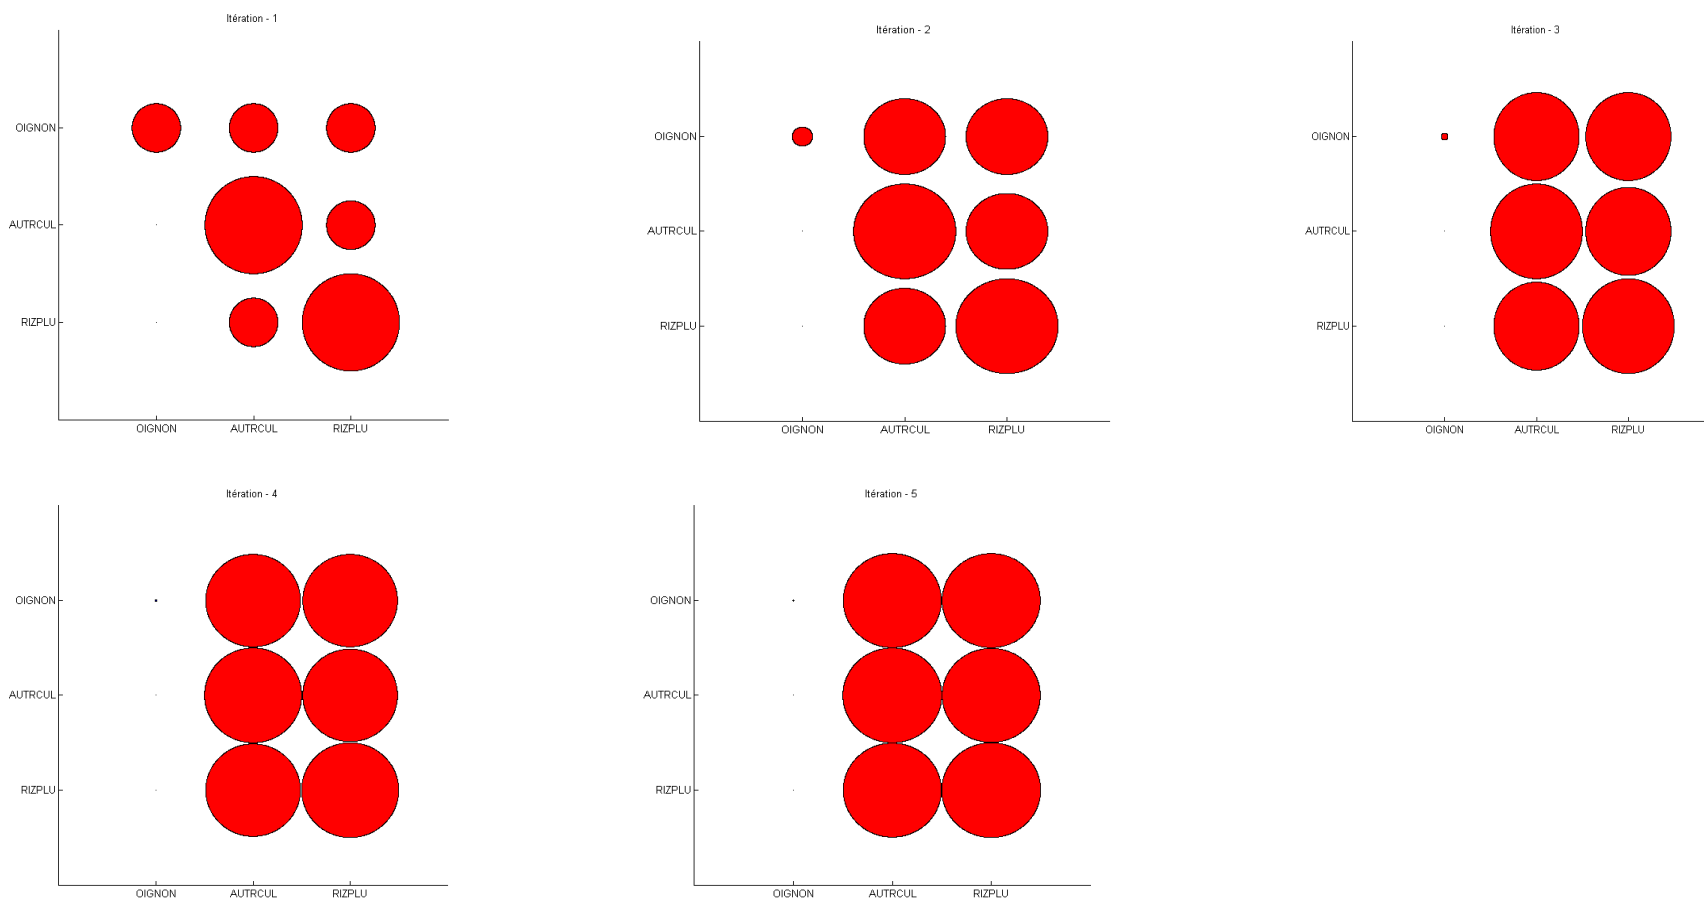 Itération - 1
OIGNON
AUTRCUL
RIZPLU
OIGNON AUTRCUL RIZPLU
Itération - 2
OIGNON
AUTRCUL
RIZPLU
OIGNON AUTRCUL RIZPLU
Itération - 3
OIGNON
AUTRCUL
RIZPLU
OIGNON AUTRCUL RIZPLU
Itération - 4
OIGNON
AUTRCUL
RIZPLU
OIGNON AUTRCUL RIZPLU
Itération - 5
OIGNON
AUTRCUL
RIZPLU
OIGNON AUTRCUL RIZPLU